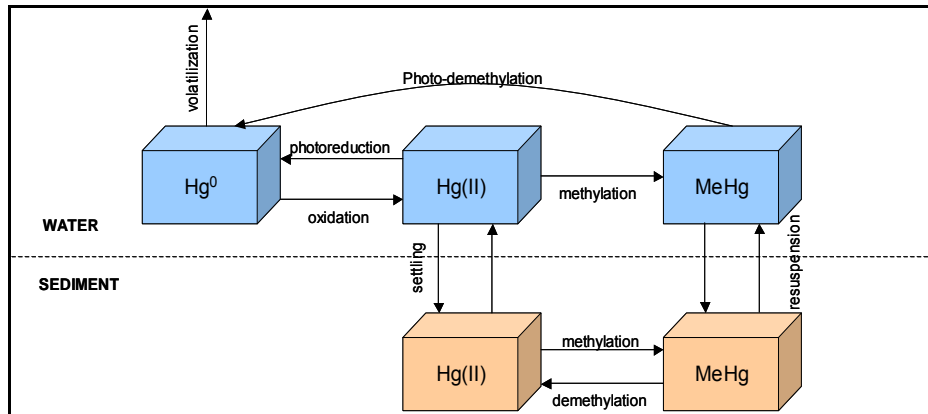 volatilization
Photo-demethylation
photoreduction
Hg⁰
Hg(II)
MeHg
oxidation
methylation
WATER
settling
resuspension
SEDIMENT
methylation
Hg(II)
MeHg
demethylation